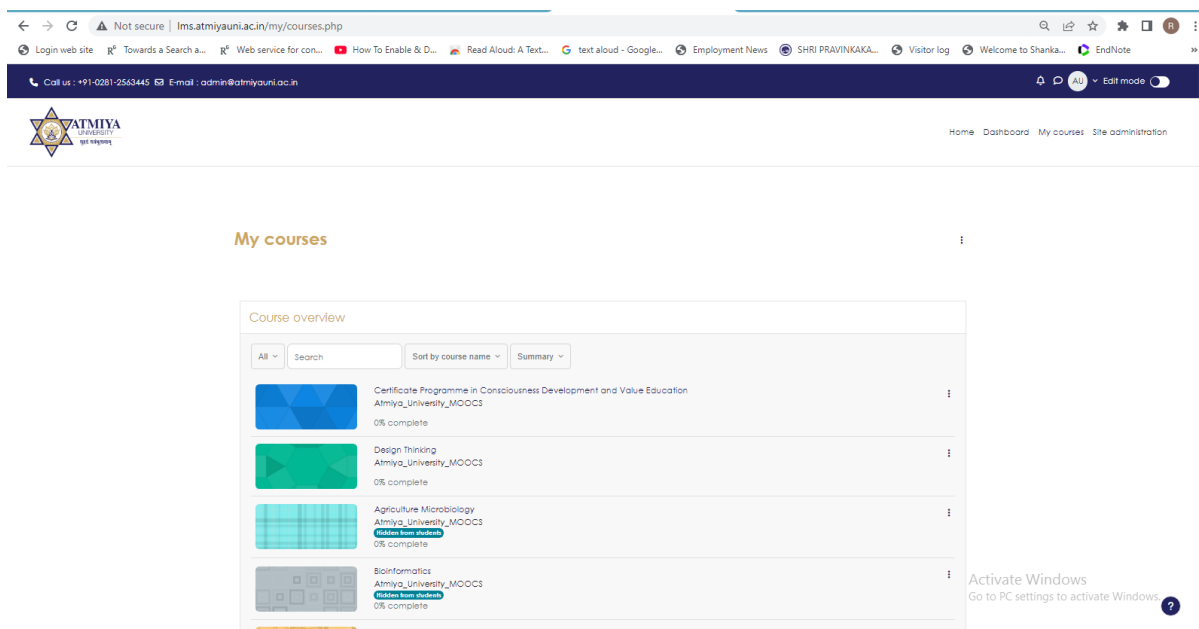 Not secure | lms.atmiyauni.ac.in/my/courses.php
R
Login web site R⁶ Towards a Search a... R⁶ Web service for con... How To Enable & D... Read Aloud: A Text... G text aloud - Google... Employment News SHRI PRAVINKAKA... Visitor log Welcome to Shanka... EndNote »
Call us : +91-0281-2563445 E-mail : admin@atmiyauni.ac.in AU Edit mode
ATMIYA
UNIVERSITY
Home Dashboard My courses Site administration
My courses
Course overview
All Search Sort by course name Summary
Certificate Programme in Consciousness Development and Value Education
Atmiya_University_MOOCS
0% complete
Design Thinking
Atmiya_University_MOOCS
0% complete
Agriculture Microbiology
Atmiya_University_MOOCS
Hidden from students
0% complete
Bioinformatics
Atmiya_University_MOOCS
Hidden from students
0% complete
Activate Windows
Go to PC settings to activate Windows.
?